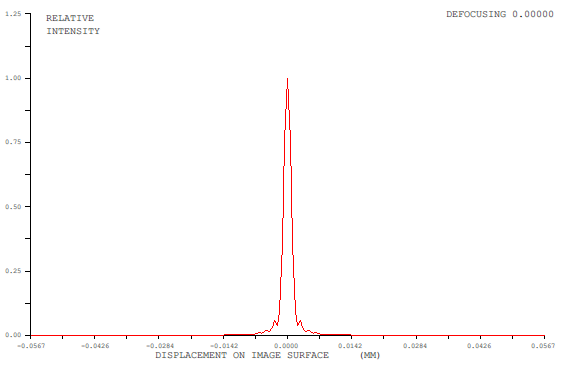 1.25
RELATIVE
INTENSITY
DEFOCUSING 0.00000
1.00
0.75
0.50
0.25
0.00
-0.0567 -0.0426 -0.0284 -0.0142 0.0000 0.0142 0.0284 0.0426 0.0567
DISPLACEMENT ON IMAGE SURFACE (MM)